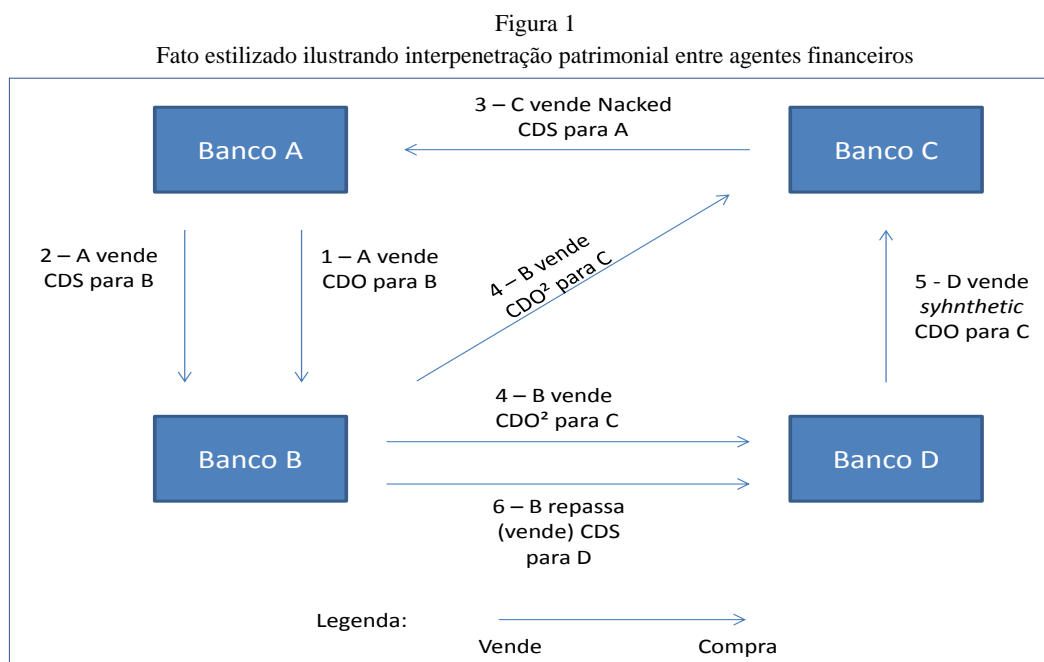 Figura 1
Fato estilizado ilustrando interpenetração patrimonial entre agentes financeiros
3 – C vende Nacked
CDS para A
Banco A
Banco C
2 – A vende
CDS para B
1 – A vende
CDO para B
4 – B vende
CDO² para C
5 - D vende
syhnthetic
CDO para C
4 – B vende
CDO² para C
Banco B
Banco D
6 – B repassa
(vende) CDS
para D
Legenda:
Vende
Compra